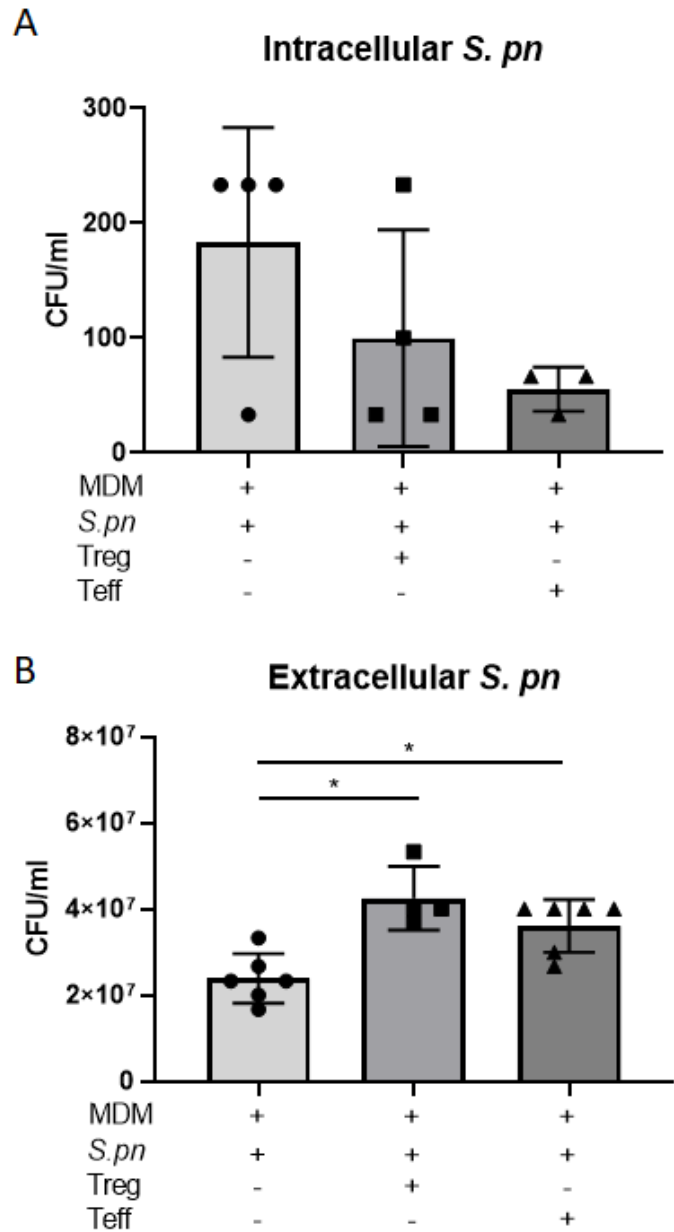 A
Intracellular S. pn
300
200
100
0
CFU/ml
MDM + + +
S.pn + + +
Treg - + -
Teff - - +
B
Extracellular S. pn
8×10⁷
6×10⁷
4×10⁷
2×10⁷
0
CFU/ml
*
*
MDM + + +
S.pn + + +
Treg - + -
Teff - - +